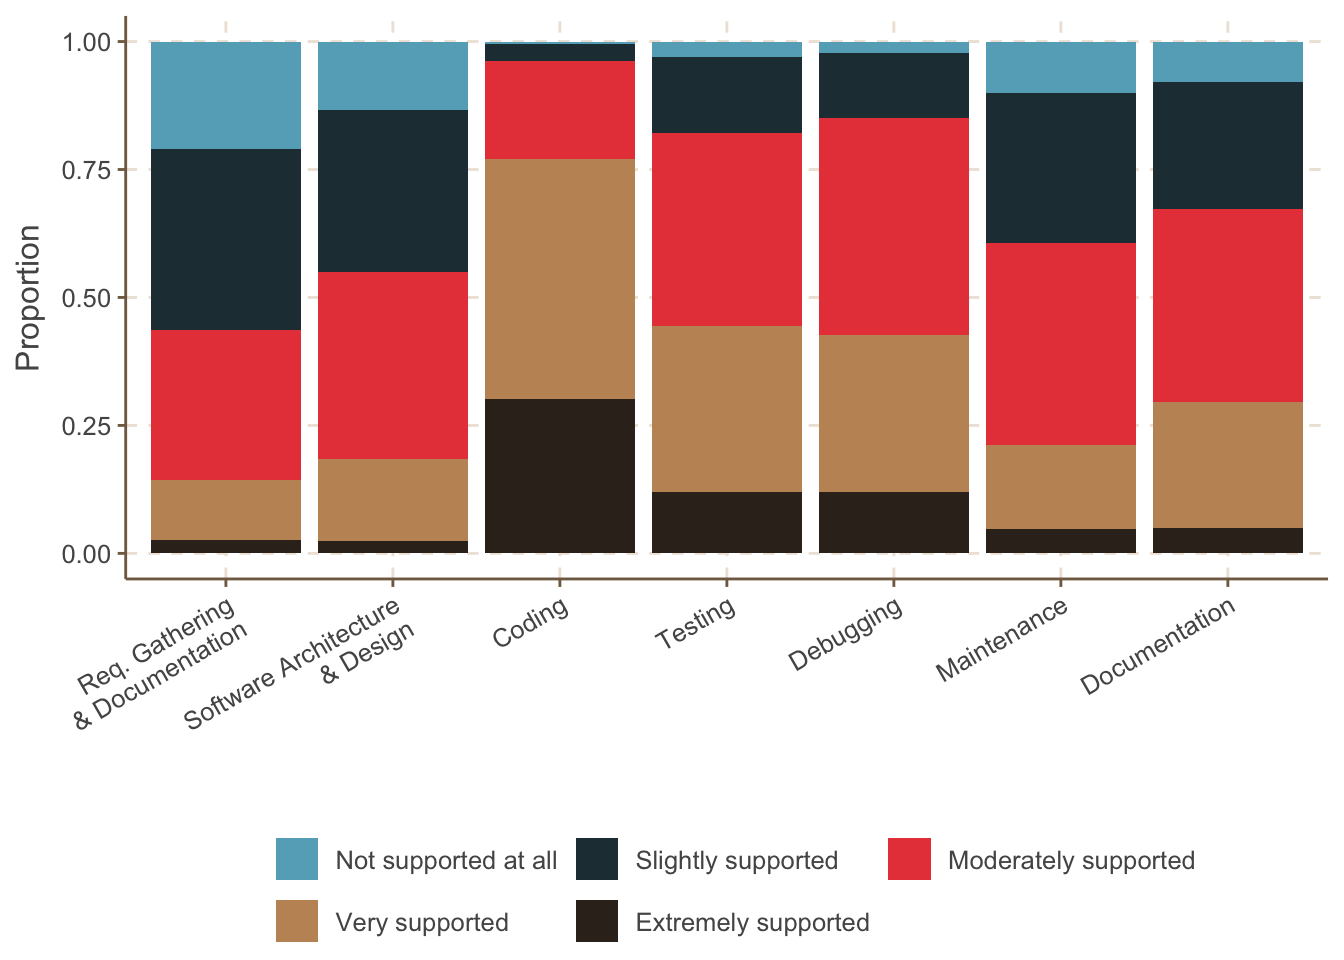 1.00
0.75
0.50
0.25
0.00
Proportion
Req. Gathering
& Documentation
Software Architecture
& Design
Coding
Testing
Debugging
Maintenance
Documentation
Not supported at all
Slightly supported
Moderately supported
Very supported
Extremely supported